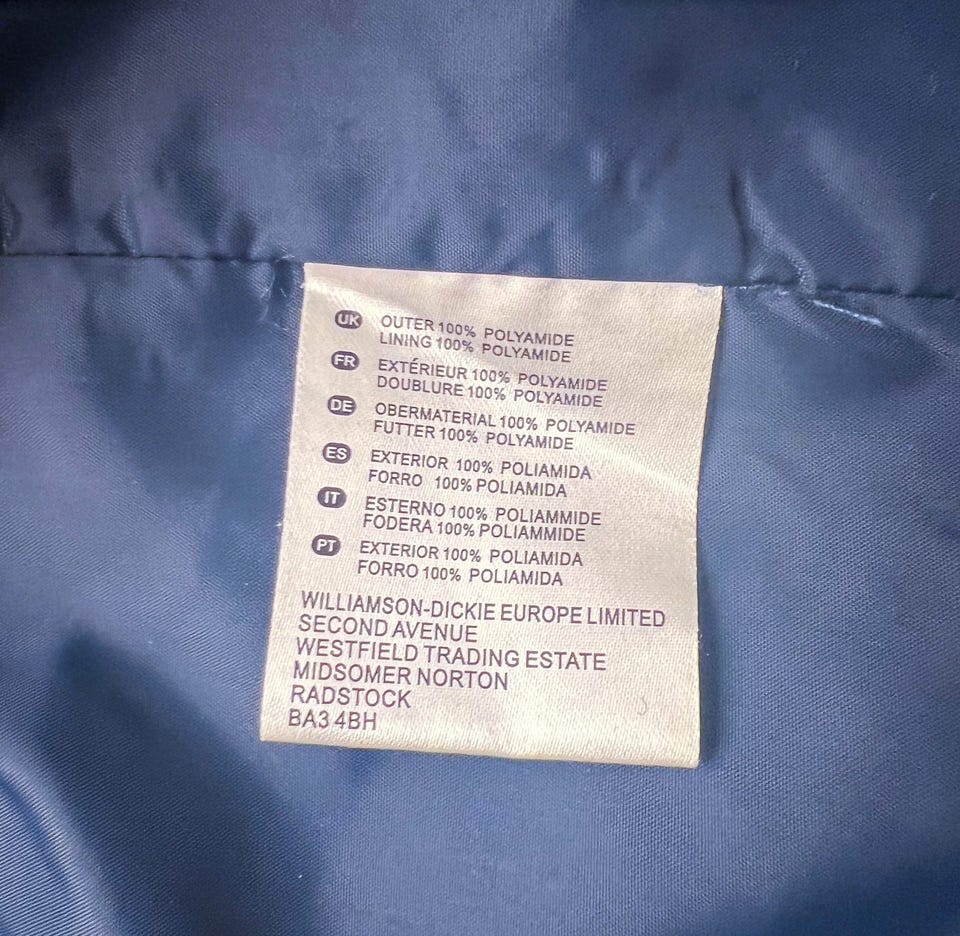 UK OUTER 100% POLYAMIDE
LINING 100% POLYAMIDE
FR EXTÉRIEUR 100% POLYAMIDE
DOUBLURE 100% POLYAMIDE
DE OBERMATERIAL 100% POLYAMIDE
FUTTER 100% POLYAMIDE
ES EXTERIOR 100% POLIAMIDA
FORRO 100% POLIAMIDA
IT ESTERNO 100% POLIAMMIDE
FODERA 100% POLIAMMIDE
PT EXTERIOR 100% POLIAMIDA
FORRO 100% POLIAMIDA
WILLIAMSON-DICKIE EUROPE LIMITED
SECOND AVENUE
WESTFIELD TRADING ESTATE
MIDSOMER NORTON
RADSTOCK
BA3 4BH